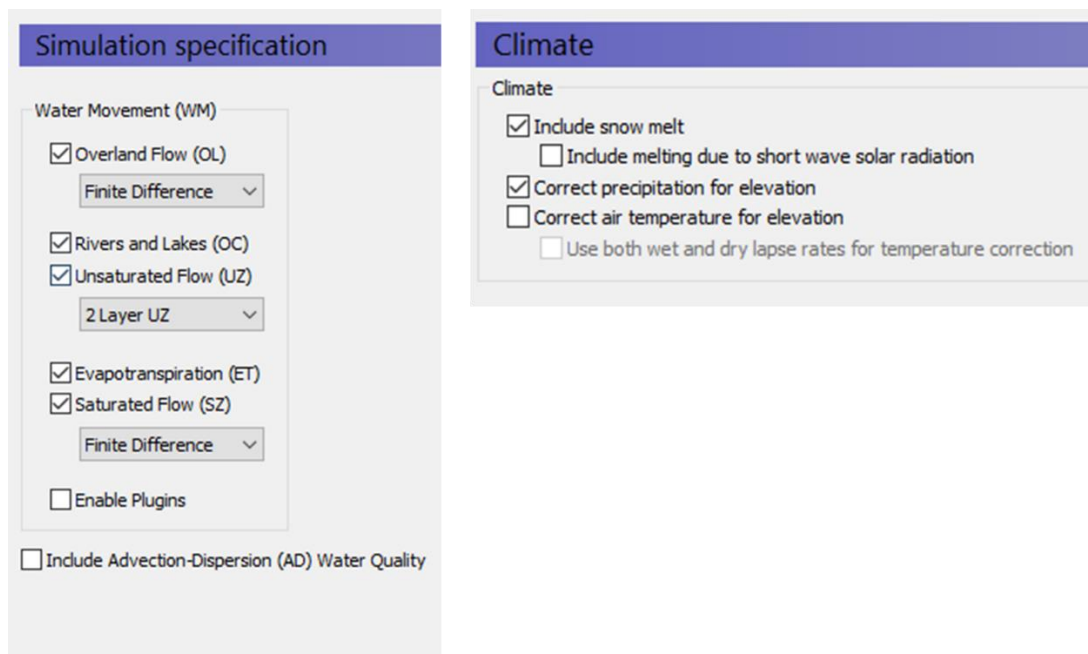 Simulation specification
Water Movement (WM)
Overland Flow (OL)
Finite Difference
Rivers and Lakes (OC)
Unsaturated Flow (UZ)
2 Layer UZ
Evapotranspiration (ET)
Saturated Flow (SZ)
Finite Difference
Enable Plugins
Include Advection-Dispersion (AD) Water Quality
Climate
Climate
Include snow melt
Include melting due to short wave solar radiation
Correct precipitation for elevation
Correct air temperature for elevation
Use both wet and dry lapse rates for temperature correction